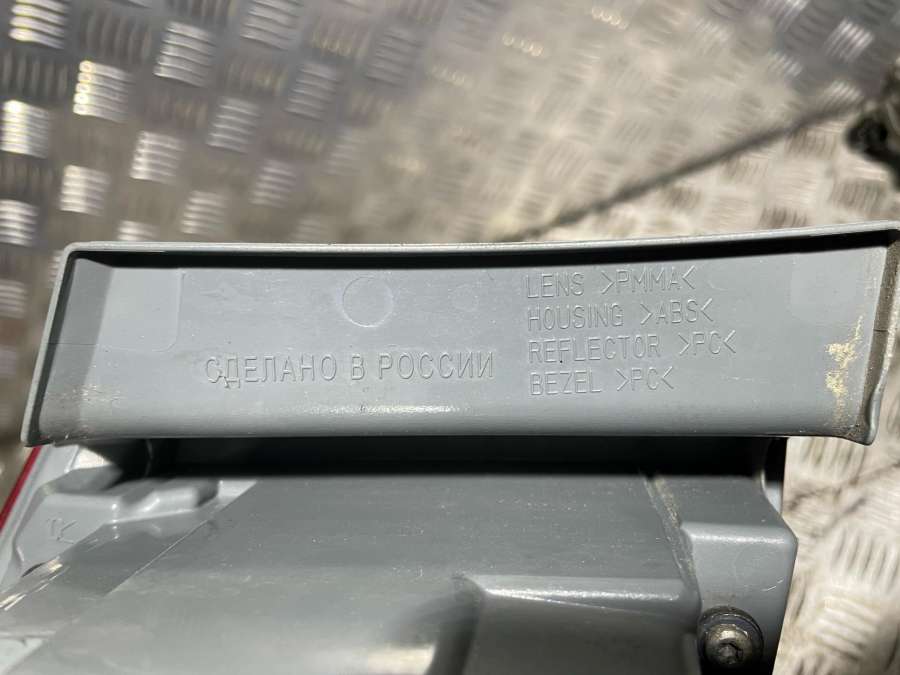 LENS >PMMA<
HOUSING >ABS<
REFLECTOR >PC<
BEZEL >PC<
СДЕЛАНО В РОССИИ